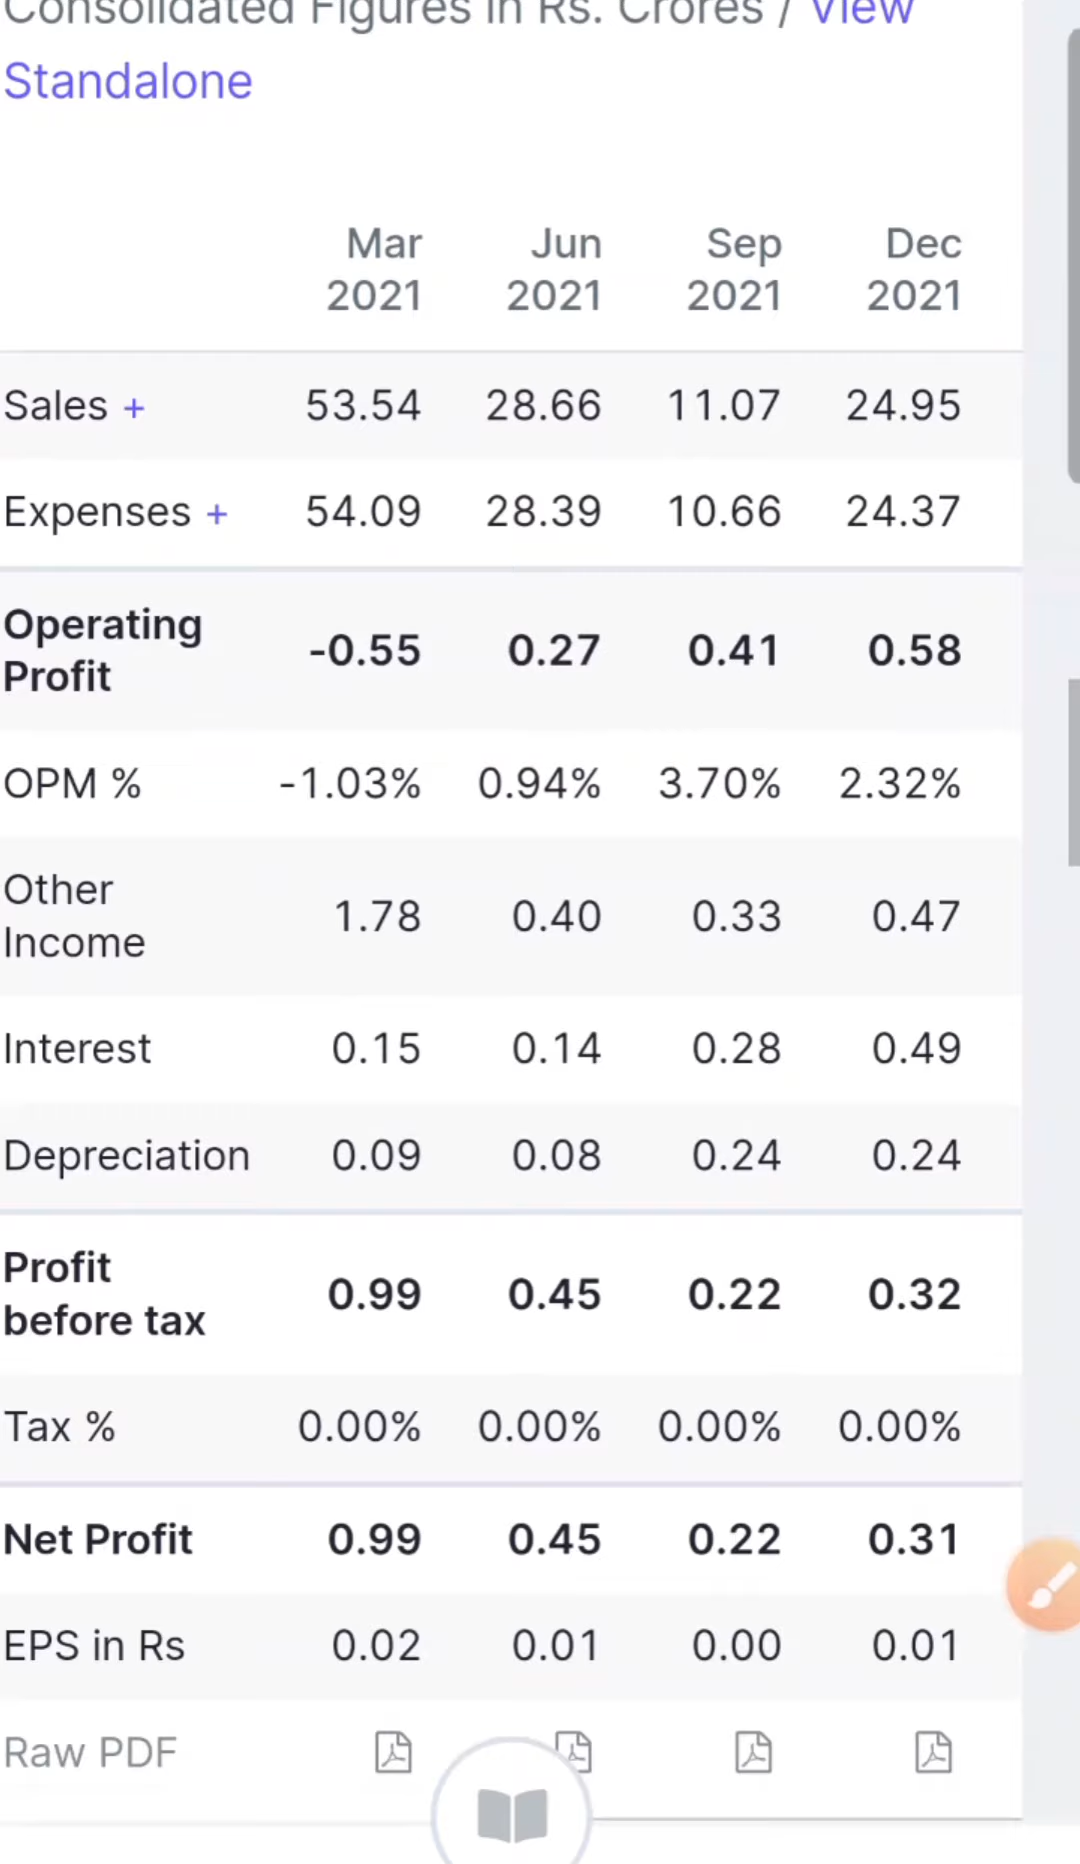 Consolidated Figures in Rs. Crores / View
Standalone
Mar 2021 Jun 2021 Sep 2021 Dec 2021
Sales + 53.54 28.66 11.07 24.95
Expenses + 54.09 28.39 10.66 24.37
Operating Profit -0.55 0.27 0.41 0.58
OPM % -1.03% 0.94% 3.70% 2.32%
Other Income 1.78 0.40 0.33 0.47
Interest 0.15 0.14 0.28 0.49
Depreciation 0.09 0.08 0.24 0.24
Profit before tax 0.99 0.45 0.22 0.32
Tax % 0.00% 0.00% 0.00% 0.00%
Net Profit 0.99 0.45 0.22 0.31
EPS in Rs 0.02 0.01 0.00 0.01
Raw PDF